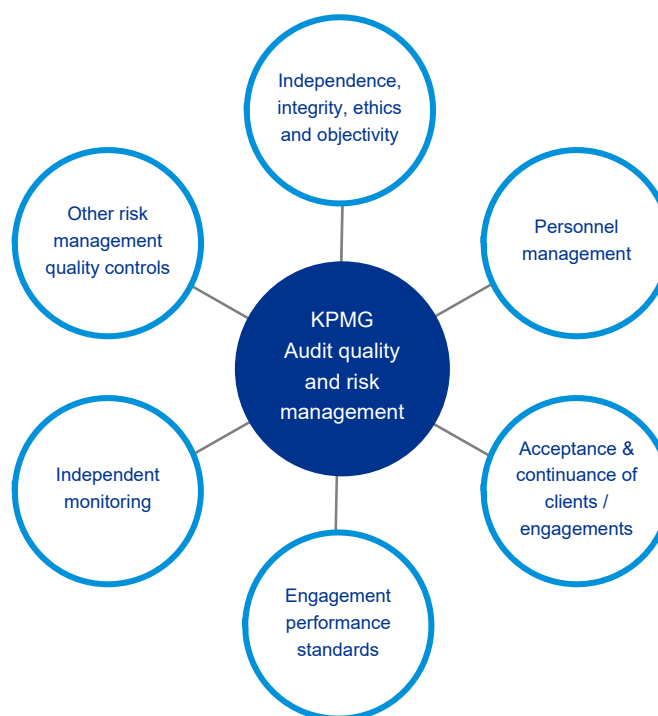 Independence,
integrity, ethics
and objectivity
Other risk
management
quality controls
Personnel
management
KPMG
Audit quality
and risk
management
Independent
monitoring
Acceptance &
continuance of
clients /
engagements
Engagement
performance
standards